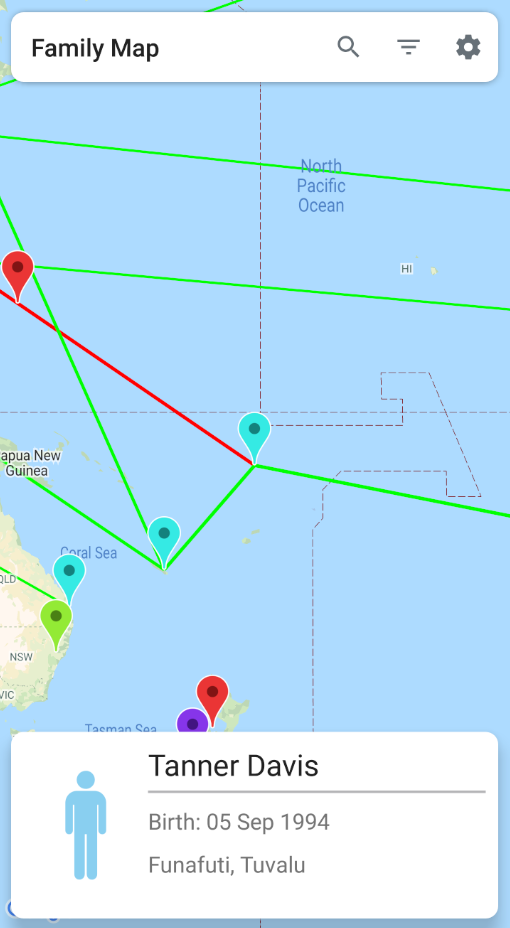 Family Map
North
Pacific
Ocean
HI
apua New
Guinea
Coral Sea
QLD
NSW
VIC
Tasman Sea
Tanner Davis
Birth: 05 Sep 1994
Funafuti, Tuvalu